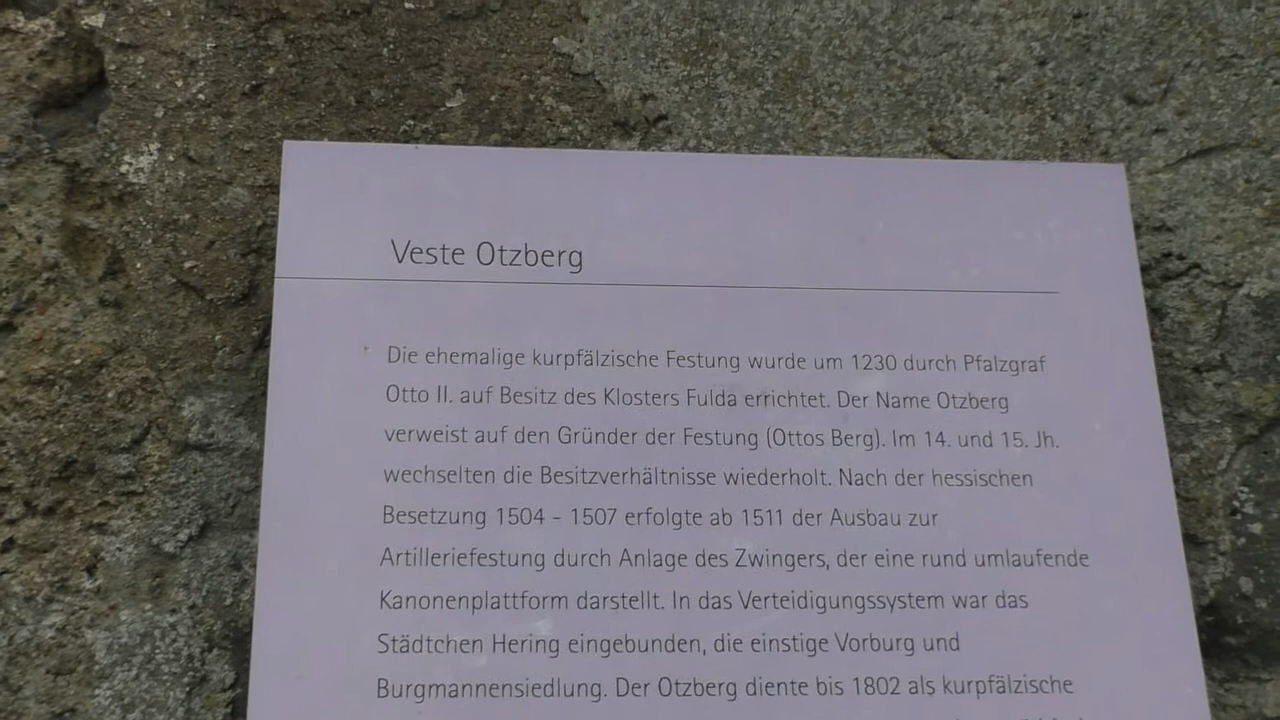 Veste Otzberg
Die ehemalige kurpfälzische Festung wurde um 1230 durch Pfalzgraf
Otto II. auf Besitz des Klosters Fulda errichtet. Der Name Otzberg
verweist auf den Gründer der Festung (Ottos Berg). Im 14. und 15. Jh.
wechselten die Besitzverhältnisse wiederholt. Nach der hessischen
Besetzung 1504 - 1507 erfolgte ab 1511 der Ausbau zur
Artilleriefestung durch Anlage des Zwingers, der eine rund umlaufende
Kanonenplattform darstellt. In das Verteidigungssystem war das
Städtchen Hering eingebunden, die einstige Vorburg und
Burgmannensiedlung. Der Otzberg diente bis 1802 als kurpfälzische